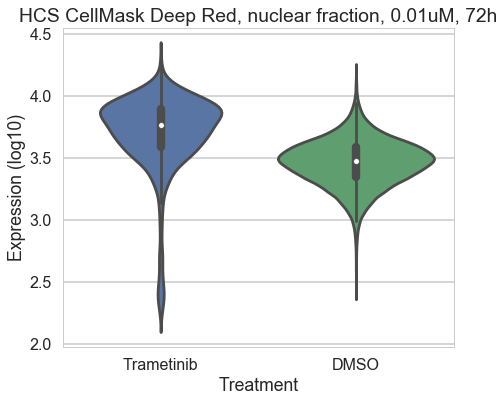 HCS CellMask Deep Red, nuclear fraction, 0.01uM, 72h
4.5
4.0
3.5
3.0
2.5
2.0
Expression (log10)
Trametinib DMSO
Treatment